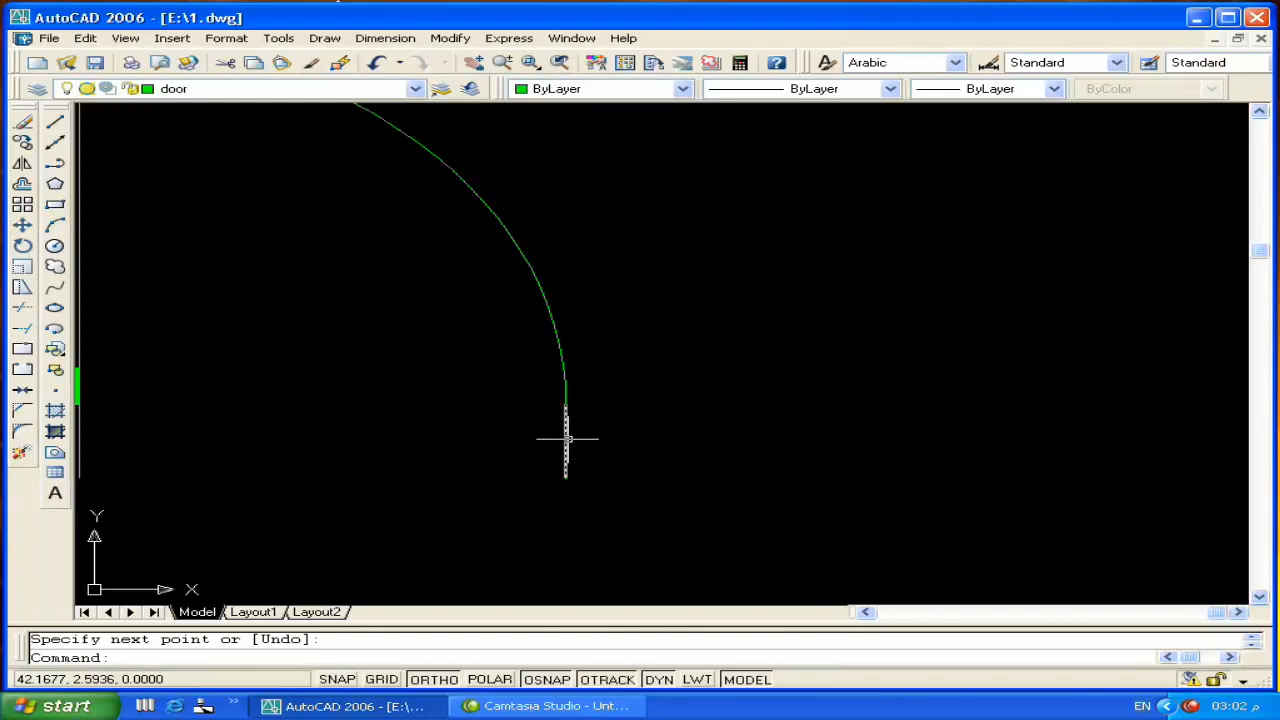 AutoCAD 2006 - [E:\1.dwg]
File Edit View Insert Format Tools Draw Dimension Modify Express Window Help
Arabic Standard Standard
door ByLayer ByLayer ByLayer ByColor
Y
X
A
Model Layout1 Layout2
Specify next point or [Undo]:
Command:
42.1677, 2.5936, 0.0000 SNAP GRID ORTHO POLAR OSNAP OTRACK DYN LWT MODEL
start AutoCAD 2006 - [E:\... Camtasia Studio - Unt... EN 03:02 م